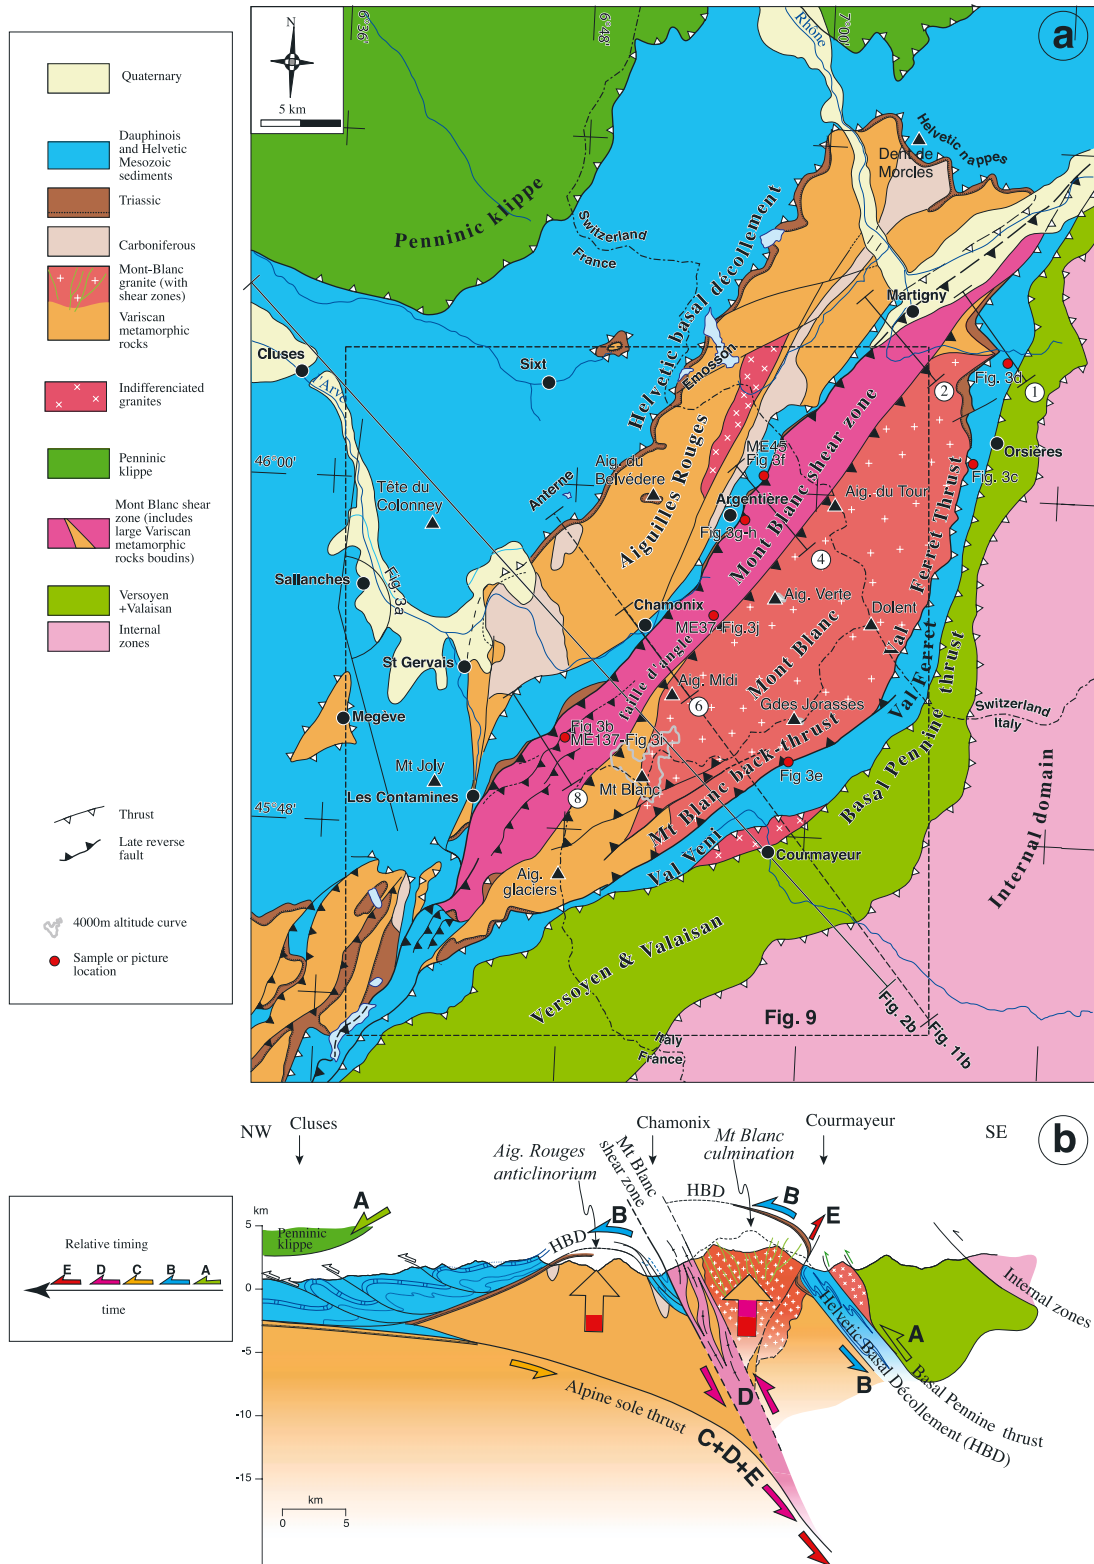 Quaternary
Dauphinois
and Helvetic
Mesozoic
sediments
Triassic
Carboniferous
Mont-Blanc
granite (with
shear zones)
Variscan
metamorphic
rocks
Indifferenciated
granites
Penninic
klippe
Mont Blanc shear
zone (includes
large Variscan
metamorphic
rocks boudins)
Versoyen
+Valaisan
Internal
zones
Thrust
Late reverse
fault
4000m altitude curve
Sample or picture
location
a
N
5 km
6°36'
6°48'
7°00'
46°00'
45°48'
Rhône
Penninic klippe
Switzerland
France
Helvetic nappes
Dent de
Morcles
Helvetic basal décollement
Martigny
Cluses
Arve
Sixt
Emosson
Fig. 3d
2
1
Orsières
Fig. 3c
ME45
Fig 3f
Aig. du
Belvédere
Anterne
Aiguilles Rouges
Argentière
Fig. 3g-h
Mont Blanc shear zone
Aig. du Tour
4
Tête du
Colonney
Sallanches
Fig. 3a
Chamonix
ME37-Fig.3j
Aig. Verte
Dolent
Val Ferret Thrust
St Gervais
faille d'angle
Mont Blanc
Aig. Midi
6
Gdes Jorasses
Val Ferret
Basal Pennine thrust
Switzerland
Italy
Megève
Fig 3b
ME137-Fig.3i
Mt Joly
Les Contamines
8
Mt Blanc
Mt Blanc back-thrust
Fig 3e
Internal domain
Val Veni
Courmayeur
Aig.
glaciers
Versoyen & Valaisan
Fig. 9
Fig. 2b
Fig. 11b
Italy
France
b
NW
Cluses
Chamonix
Courmayeur
SE
Aig. Rouges
anticlinorium
Mt Blanc
shear zone
Mt Blanc
culmination
HBD
HBD
A
B
B
E
km
5
0
-5
-10
-15
Penninic
klippe
Relative timing
E D C B A
time
Internal zones
Helvetic Basal Décollement (HBD)
Basal Pennine thrust
A
B
D
Alpine sole thrust
C+D+E
km
0 5